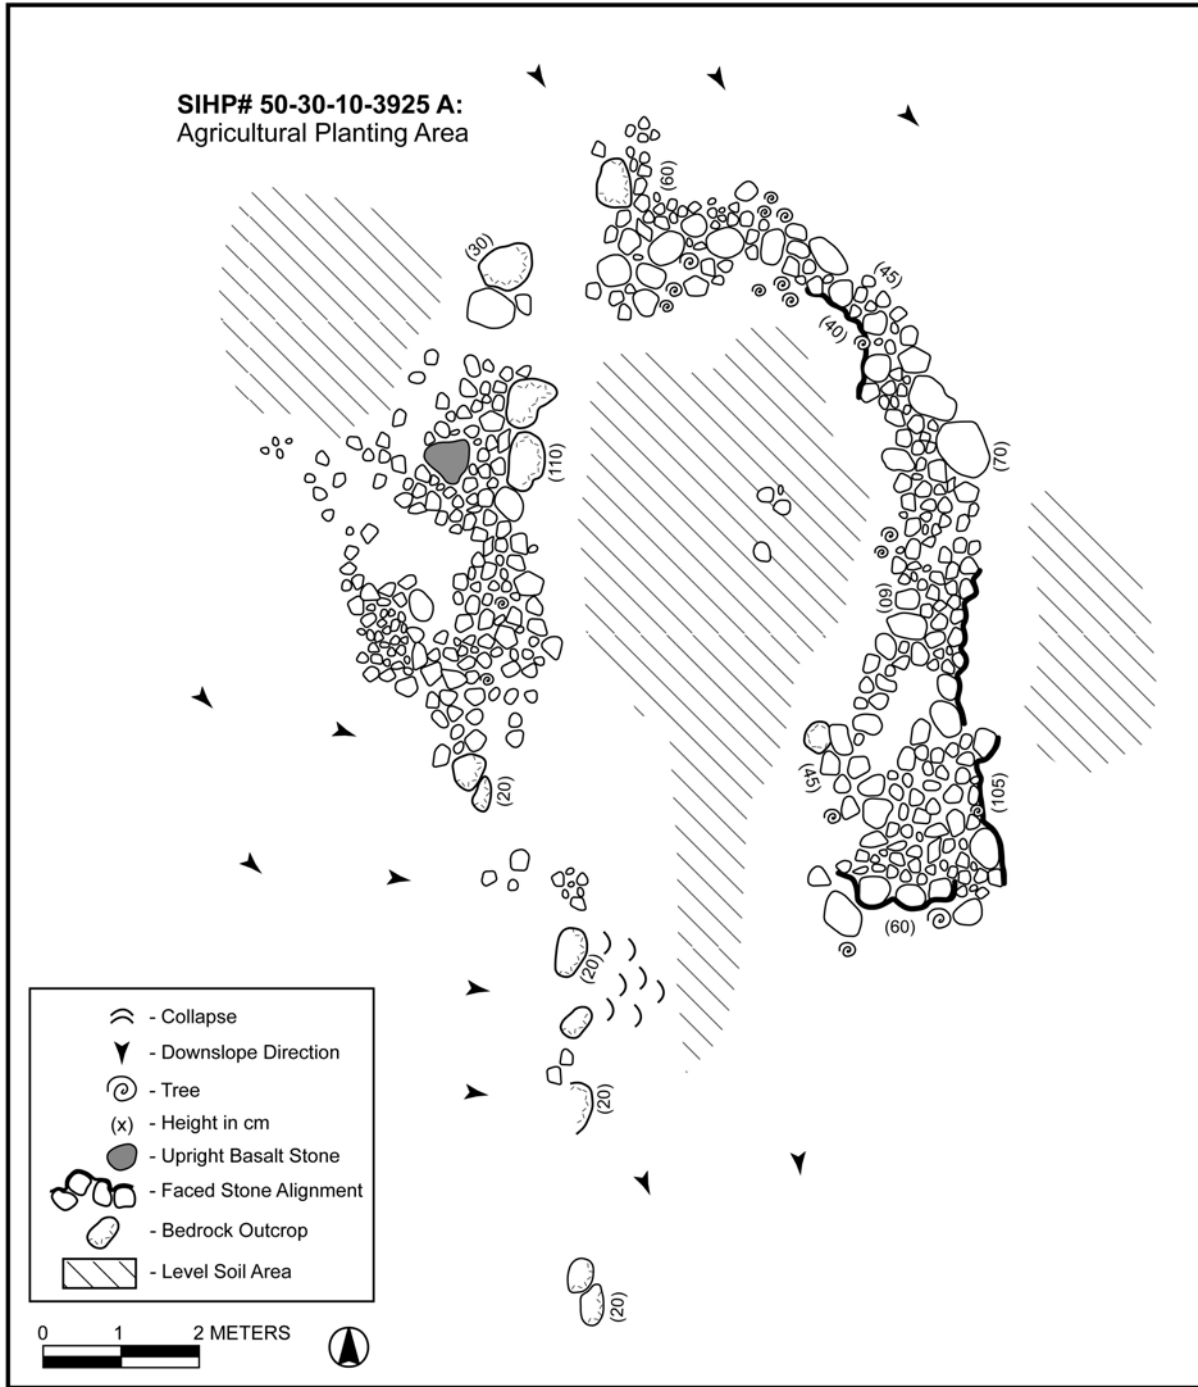 SIHP# 50-30-10-3925 A:
Agricultural Planting Area
(60)
(30)
(45)
(40)
(110)
(70)
(60)
(20)
(45)
(105)
(60)
(20)
(20)
(20)
- Collapse
- Downslope Direction
- Tree
(x) - Height in cm
- Upright Basalt Stone
- Faced Stone Alignment
- Bedrock Outcrop
- Level Soil Area
0 1 2 METERS